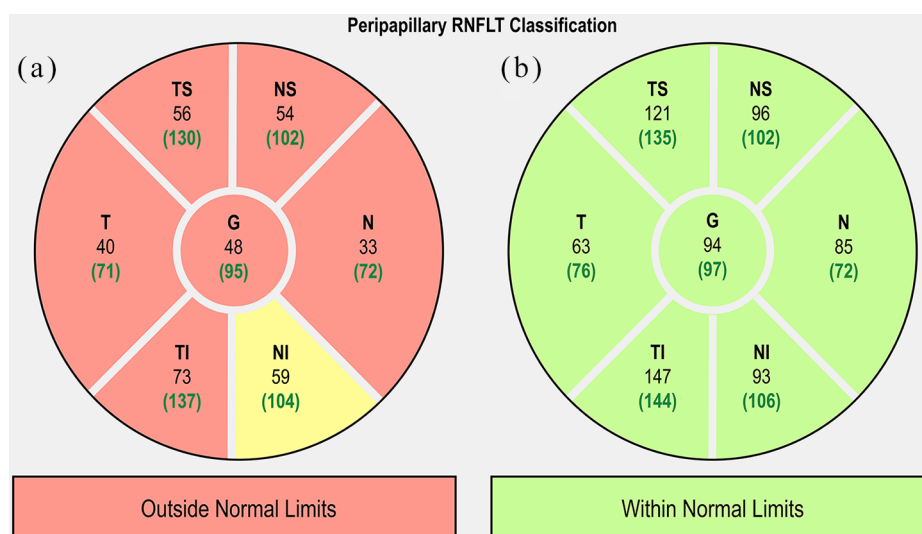 Peripapillary RNFLT Classification
(a)
TS
56
(130)
NS
54
(102)
T
40
(71)
G
48
(95)
N
33
(72)
TI
73
(137)
NI
59
(104)
Outside Normal Limits
(b)
TS
121
(135)
NS
96
(102)
T
63
(76)
G
94
(97)
N
85
(72)
TI
147
(144)
NI
93
(106)
Within Normal Limits